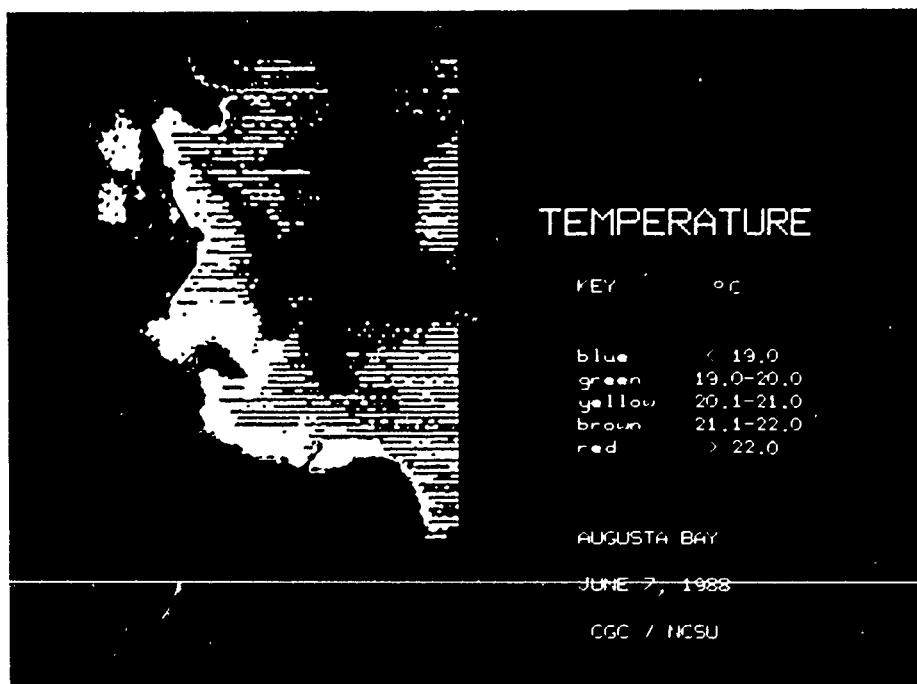 TEMPERATURE
KEY °C
blue < 19.0
green 19.0-20.0
yellow 20.1-21.0
brown 21.1-22.0
red > 22.0
AUGUSTA BAY
JUNE 7, 1988
CGC / NCSU